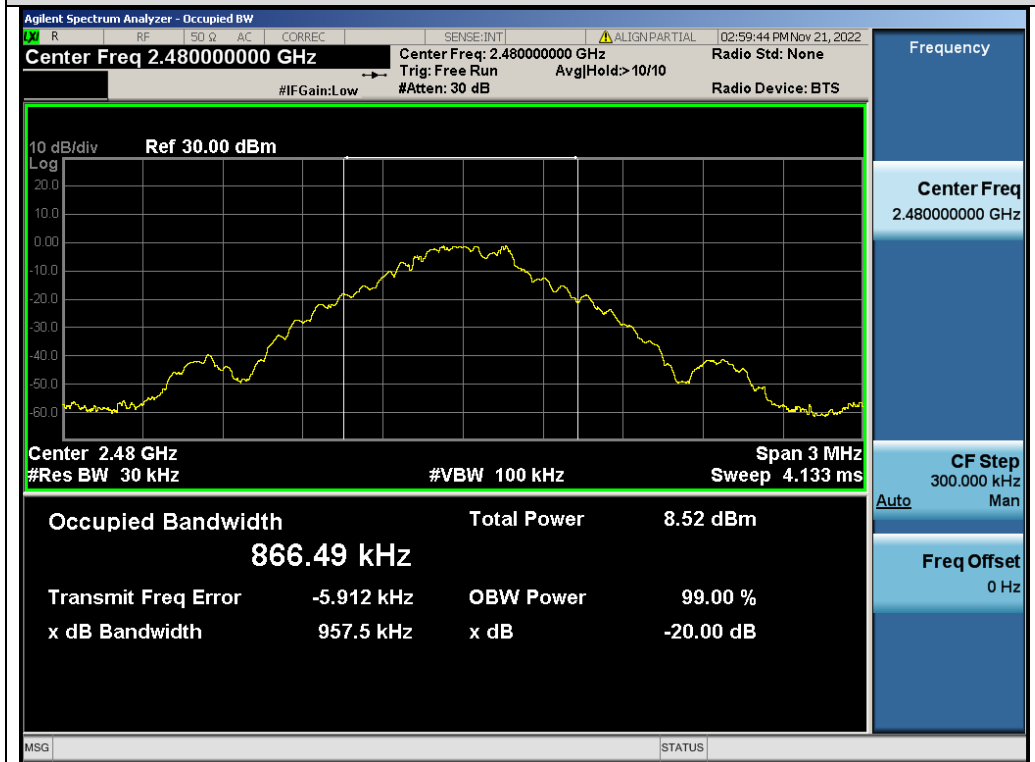 Agilent Spectrum Analyzer - Occupied BW
LXI R RF 50 Ω AC CORREC SENSE:INT ALIGN PARTIAL 02:59:44 PM Nov 21, 2022
Center Freq 2.480000000 GHz
Center Freq: 2.480000000 GHz
Radio Std: None
Trig: Free Run Avg|Hold:> 10/10
#IFGain:Low
#Atten: 30 dB
Radio Device: BTS
10 dB/div Ref 30.00 dBm
Log
20.0
10.0
0.00
-10.0
-20.0
-30.0
-40.0
-50.0
-60.0
Center 2.48 GHz Span 3 MHz
#Res BW 30 kHz #VBW 100 kHz Sweep 4.133 ms
Occupied Bandwidth Total Power 8.52 dBm
866.49 kHz
Transmit Freq Error -5.912 kHz OBW Power 99.00 %
x dB Bandwidth 957.5 kHz x dB -20.00 dB
MSG STATUS
Frequency
Center Freq
2.480000000 GHz
CF Step
300.000 kHz
Auto Man
Freq Offset
0 Hz